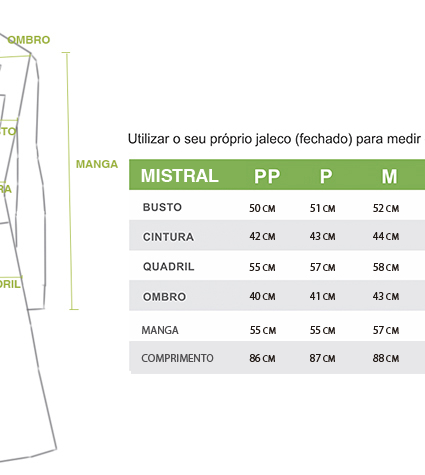 OMBRO
STO
MANGA
RA
DRIL
Utilizar o seu próprio jaleco (fechado) para medir
MISTRAL PP P M
BUSTO 50 CM 51 CM 52 CM
CINTURA 42 CM 43 CM 44 CM
QUADRIL 55 CM 57 CM 58 CM
OMBRO 40 CM 41 CM 43 CM
MANGA 55 CM 55 CM 57 CM
COMPRIMENTO 86 CM 87 CM 88 CM